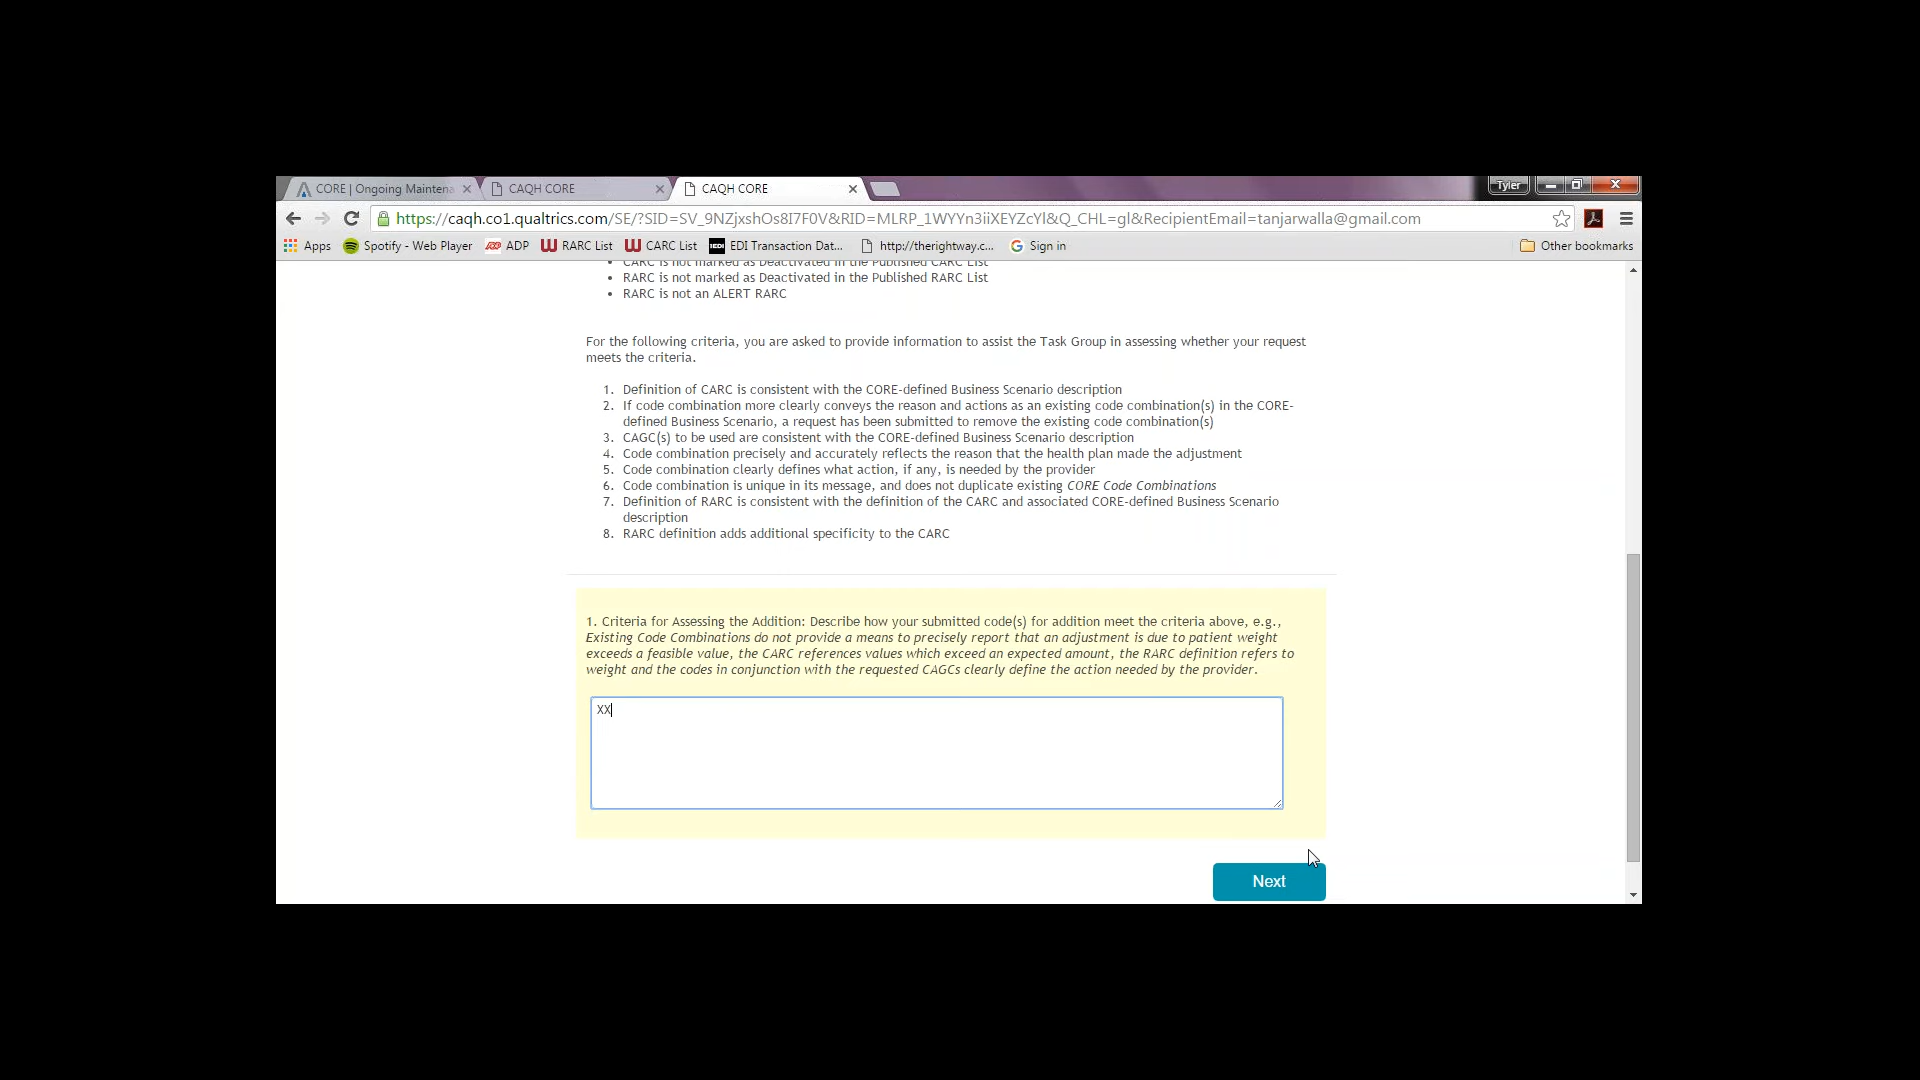 CORE | Ongoing Maintena
CAQH CORE
CAQH CORE
Tyler
https://caqh.co1.qualtrics.com/SE/?SID=SV_9NZjxshOs8I7F0V&RID=MLRP_1WYYn3iiXEYZcYl&Q_CHL=gl&RecipientEmail=tanjarwalla@gmail.com
Apps Spotify - Web Player ADP RARC List CARC List EDI Transaction Dat... http://therightway.c... Sign in Other bookmarks
• CARC is not marked as Deactivated in the Published CARC List
• RARC is not marked as Deactivated in the Published RARC List
• RARC is not an ALERT RARC
For the following criteria, you are asked to provide information to assist the Task Group in assessing whether your request
meets the criteria.
1. Definition of CARC is consistent with the CORE-defined Business Scenario description
2. If code combination more clearly conveys the reason and actions as an existing code combination(s) in the CORE-
defined Business Scenario, a request has been submitted to remove the existing code combination(s)
3. CAGC(s) to be used are consistent with the CORE-defined Business Scenario description
4. Code combination precisely and accurately reflects the reason that the health plan made the adjustment
5. Code combination clearly defines what action, if any, is needed by the provider
6. Code combination is unique in its message, and does not duplicate existing CORE Code Combinations
7. Definition of RARC is consistent with the definition of the CARC and associated CORE-defined Business Scenario
description
8. RARC definition adds additional specificity to the CARC
1. Criteria for Assessing the Addition: Describe how your submitted code(s) for addition meet the criteria above, e.g.,
Existing Code Combinations do not provide a means to precisely report that an adjustment is due to patient weight
exceeds a feasible value, the CARC references values which exceed an expected amount, the RARC definition refers to
weight and the codes in conjunction with the requested CAGCs clearly define the action needed by the provider.
XX
Next